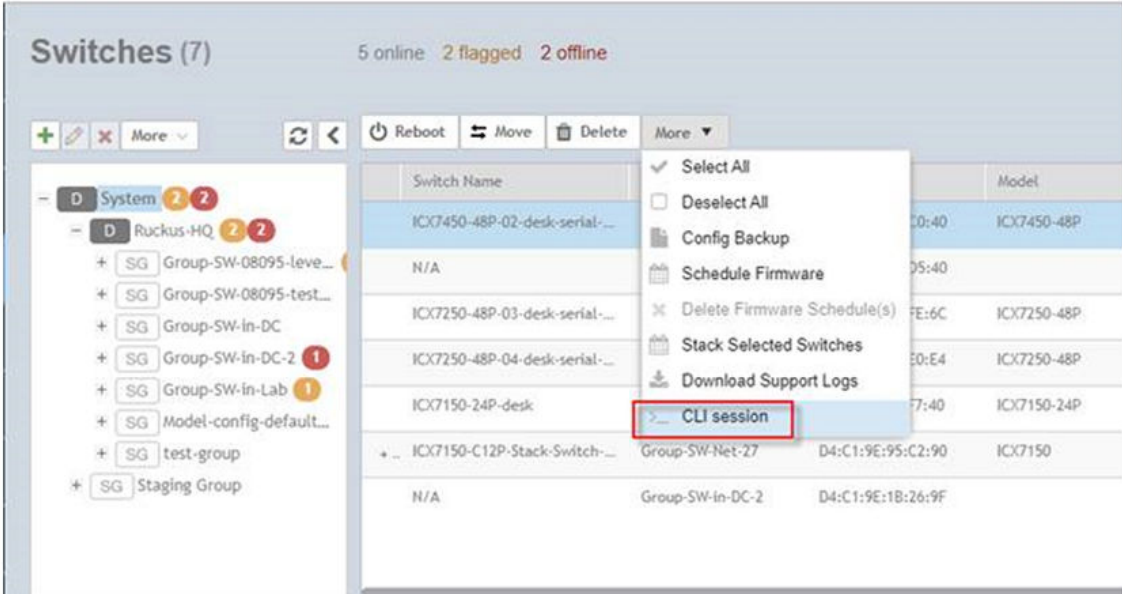 Switches (7)
5 online 2 flagged 2 offline
More
Reboot Move Delete More
D System 2 2
D Ruckus-HQ 2 2
SG Group-SW-08095-leve...
SG Group-SW-08095-test...
SG Group-SW-in-DC
SG Group-SW-in-DC-2 1
SG Group-SW-in-Lab 1
SG Model-config-default...
SG test-group
SG Staging Group
Select All
Deselect All
Config Backup
Schedule Firmware
Delete Firmware Schedule(s)
Stack Selected Switches
Download Support Logs
CLI session
Switch Name Model
ICX7450-48P-02-desk-serial-... C0:40 ICX7450-48P
N/A D5:40
ICX7250-48P-03-desk-serial-... FE:6C ICX7250-48P
ICX7250-48P-04-desk-serial-... E0:E4 ICX7250-48P
ICX7150-24P-desk F7:40 ICX7150-24P
ICX7150-C12P-Stack-Switch-... Group-SW-Net-27 D4:C1:9E:95:C2:90 ICX7150
N/A Group-SW-in-DC-2 D4:C1:9E:1B:26:9F